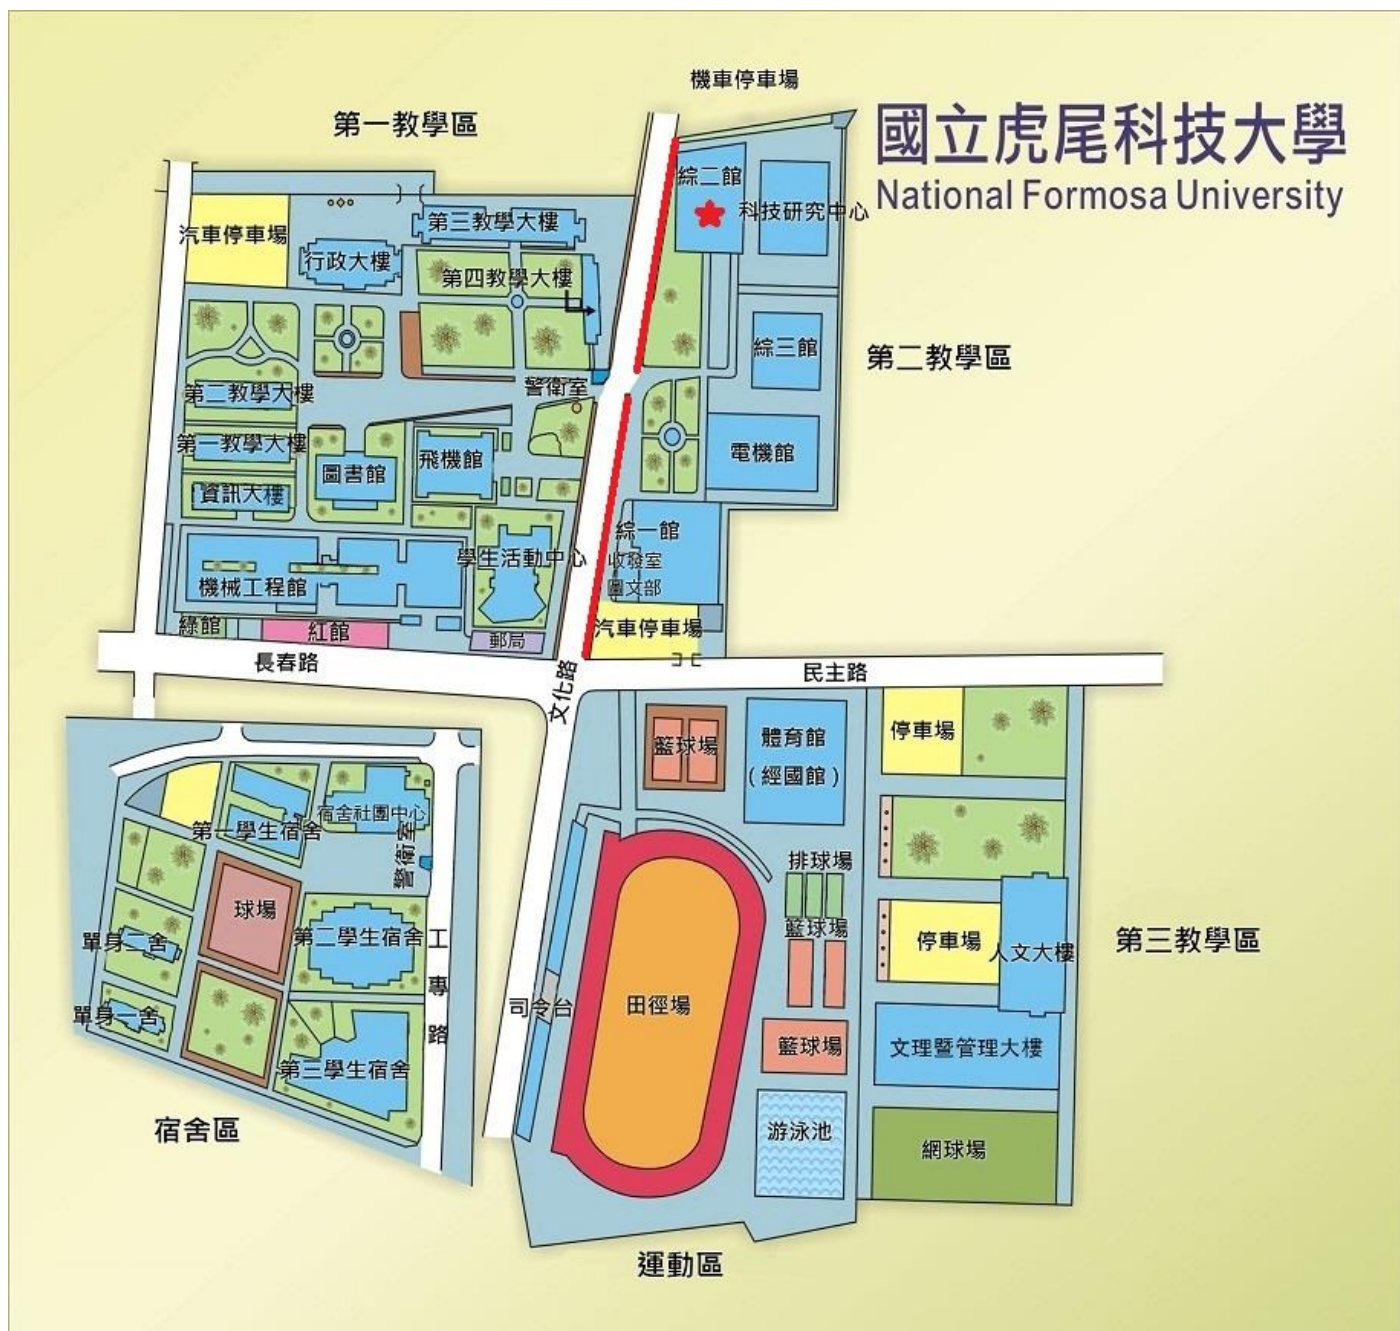 機車停車場
國立虎尾科技大學
National Formosa University
第一教學區
綜二館
科技研究中心
汽車停車場
第三教學大樓
行政大樓
第四教學大樓
綜三館
第二教學區
警衛室
第二教學大樓
第一教學大樓
圖書館
飛機館
電機館
資訊大樓
綜一館
收發室
圖文部
學生活動中心
機械工程館
綠館
紅館
郵局
汽車停車場
長春路
文化路
民主路
籃球場
體育館
(經國館)
停車場
宿舍社團中心
第一學生宿舍
警衛室
排球場
球場
籃球場
第二學生宿舍
工專路
停車場
人文大樓
第三教學區
單身二舍
司令台
田徑場
單身一舍
籃球場
文理暨管理大樓
第三學生宿舍
宿舍區
游泳池
網球場
運動區